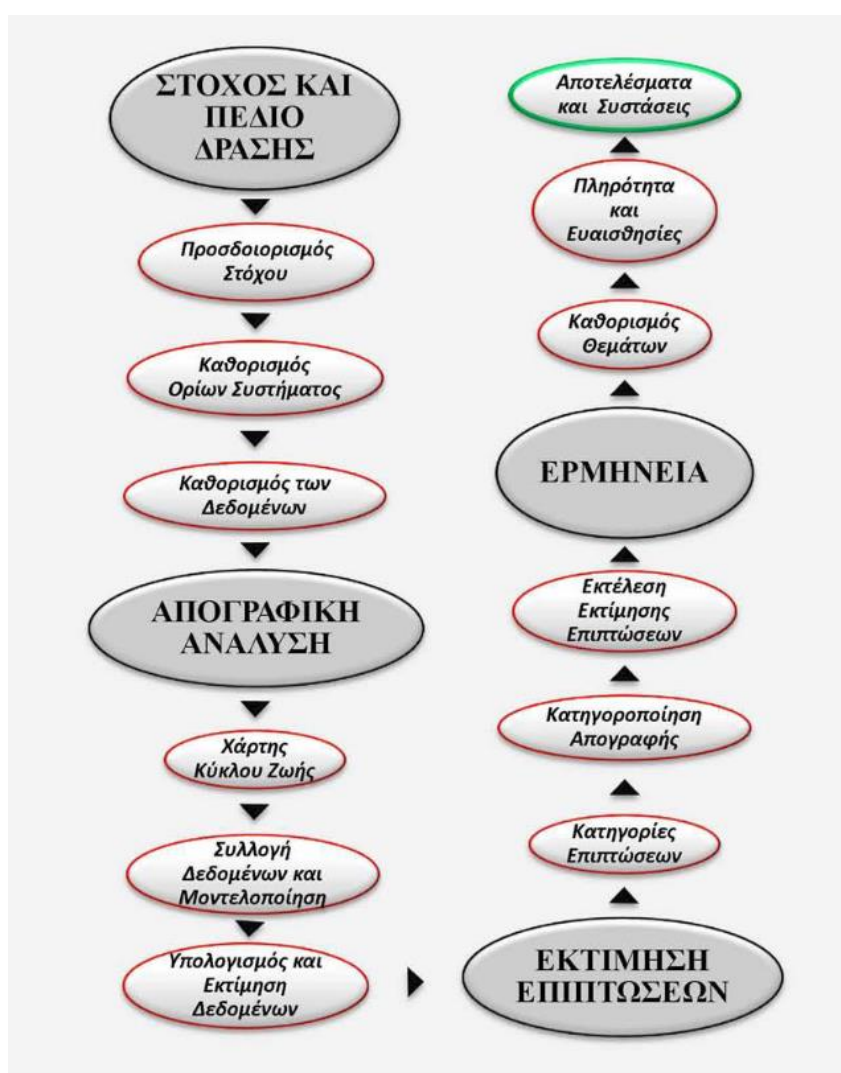 ΣΤΟΧΟΣ ΚΑΙ
ΠΕΔΙΟ
ΔΡΑΣΗΣ
Προσδοιορισμός
Στόχου
Καθορισμός
Ορίων Συστήματος
Καθορισμός των
Δεδομένων
ΑΠΟΓΡΑΦΙΚΗ
ΑΝΑΛΥΣΗ
Χάρτης
Κύκλου Ζωής
Συλλογή
Δεδομένων και
Μοντελοποίηση
Υπολογισμός και
Εκτίμηση
Δεδομένων
ΕΚΤΙΜΗΣΗ
ΕΠΙΠΤΩΣΕΩΝ
Κατηγορίες
Επιπτώσεων
Κατηγοροποίηση
Απογραφής
Εκτέλεση
Εκτίμησης
Επιπτώσεων
ΕΡΜΗΝΕΙΑ
Καθορισμός
Θεμάτων
Πληρότητα
και
Ευαισθησίες
Αποτελέσματα
και Συστάσεις